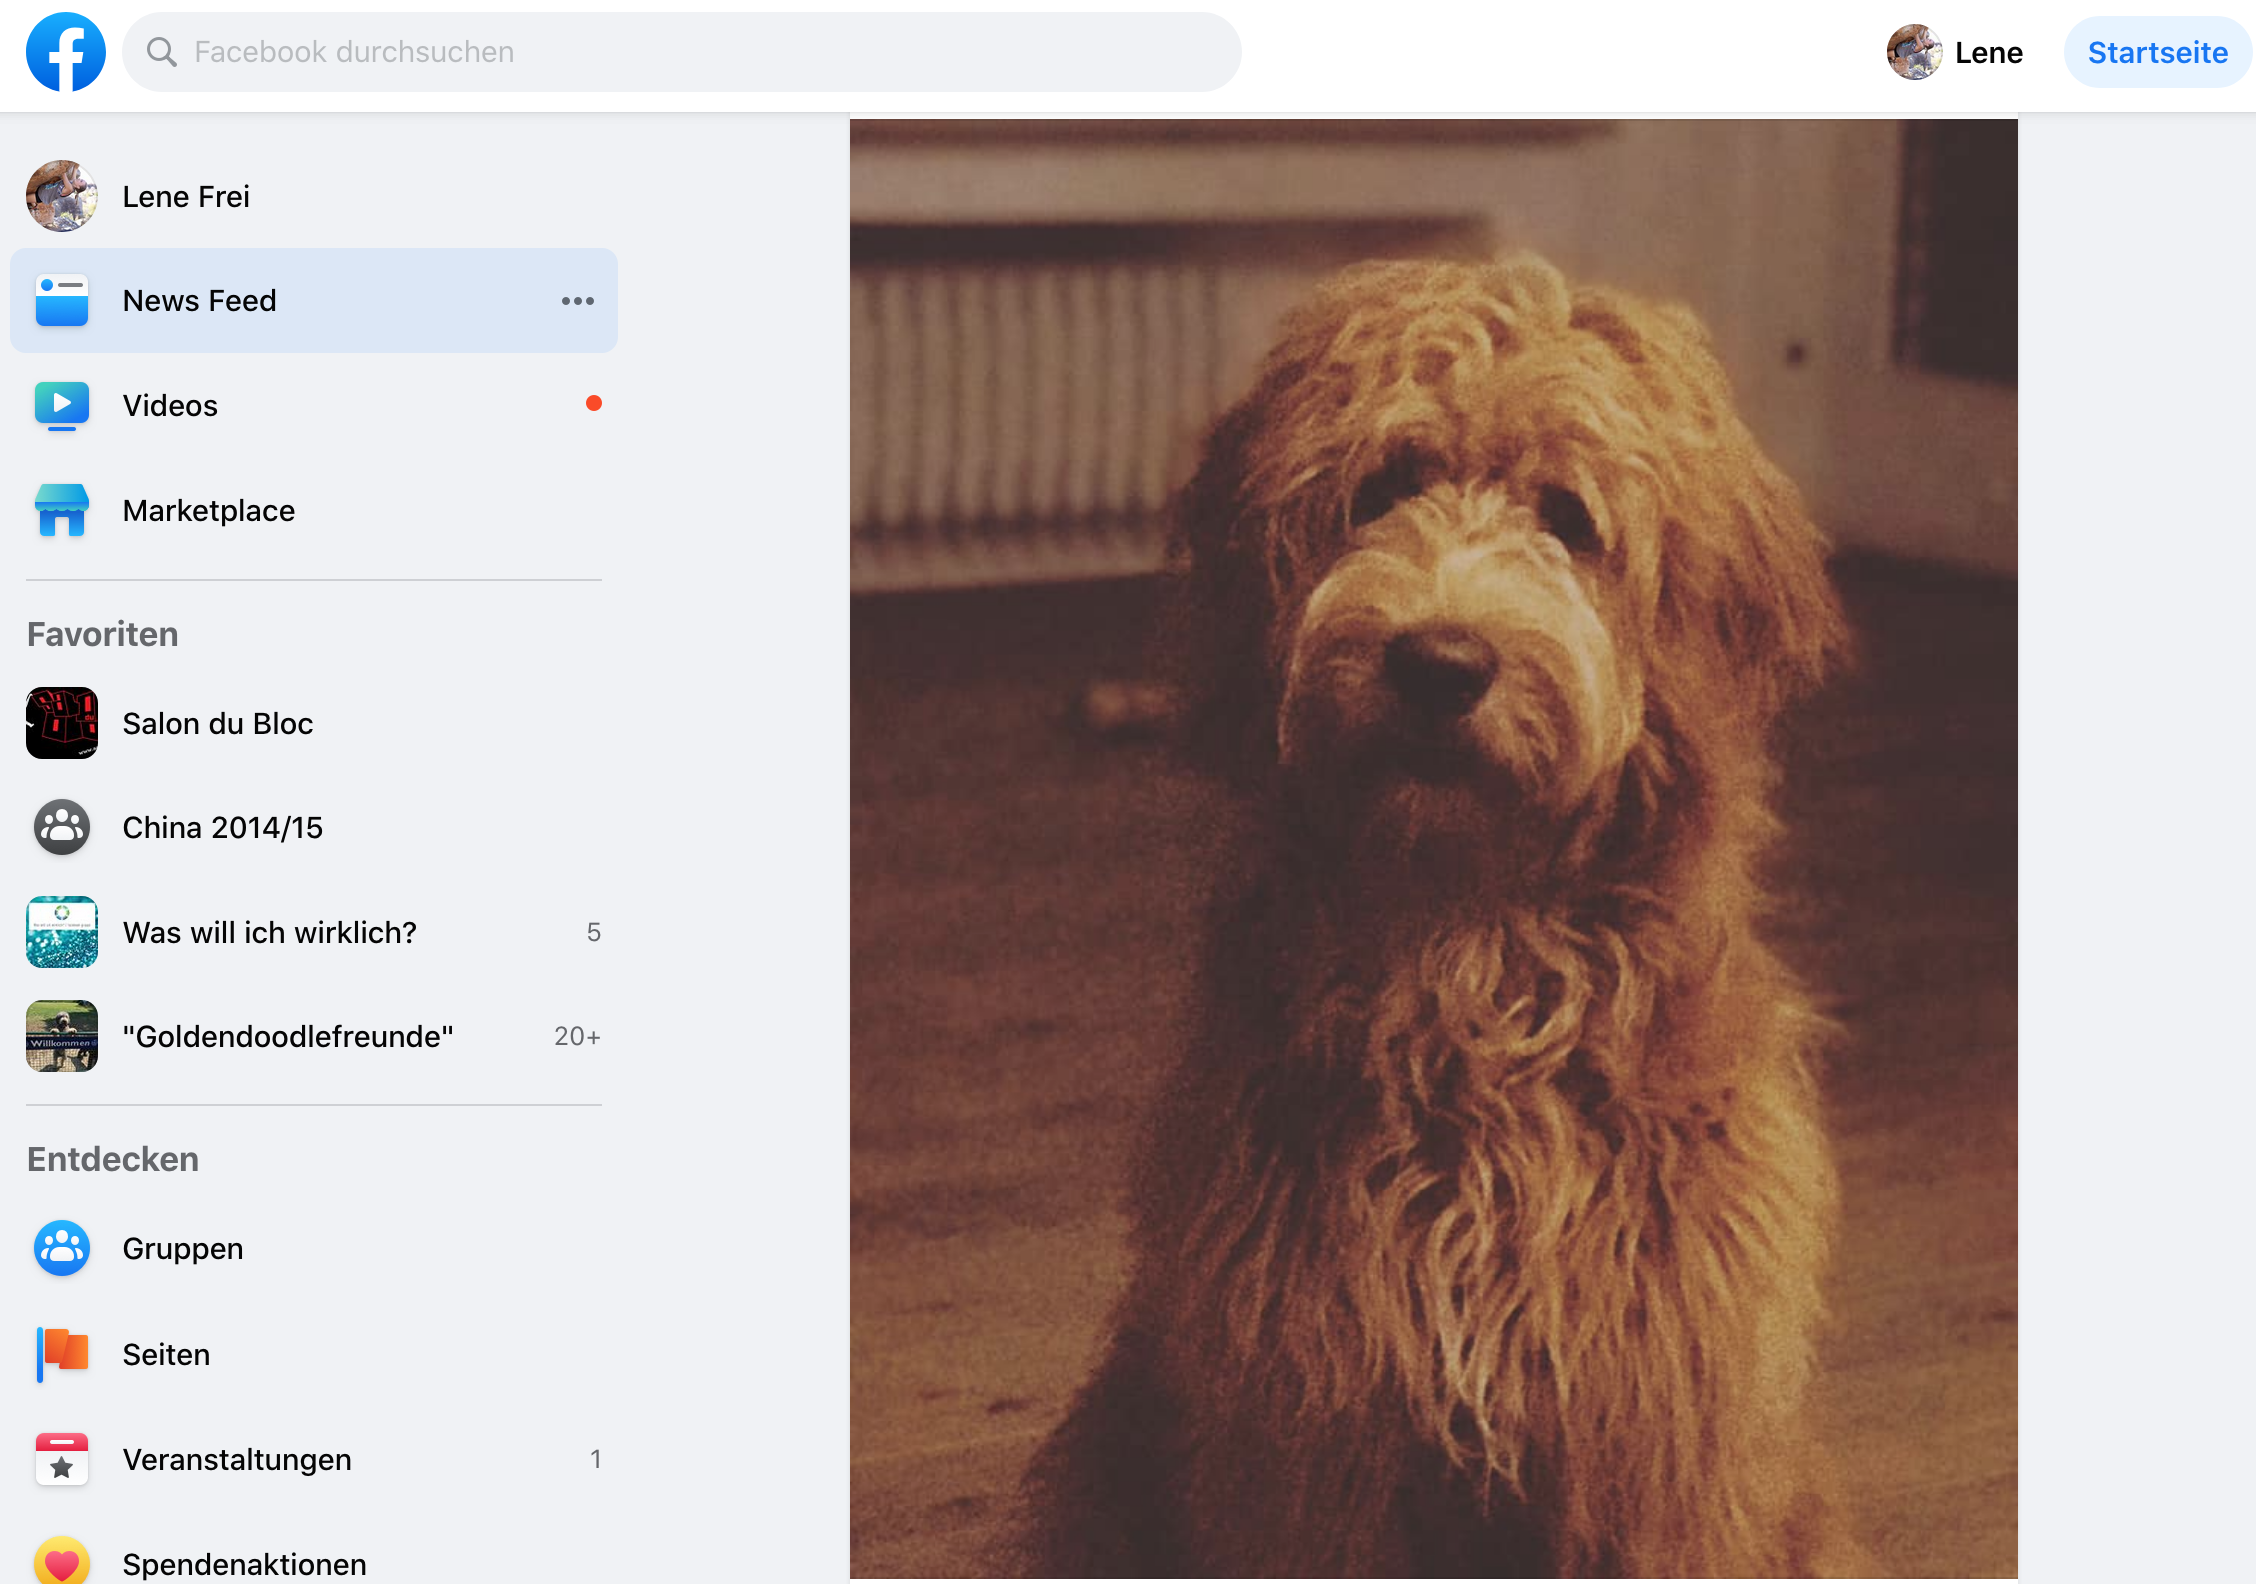 Facebook durchsuchen
Lene
Startseite
Lene Frei
News Feed
Videos
Marketplace
Favoriten
Salon du Bloc
China 2014/15
Was will ich wirklich?
5
Willkommen
"Goldendoodlefreunde"
20+
Entdecken
Gruppen
Seiten
Veranstaltungen
1
Spendenaktionen